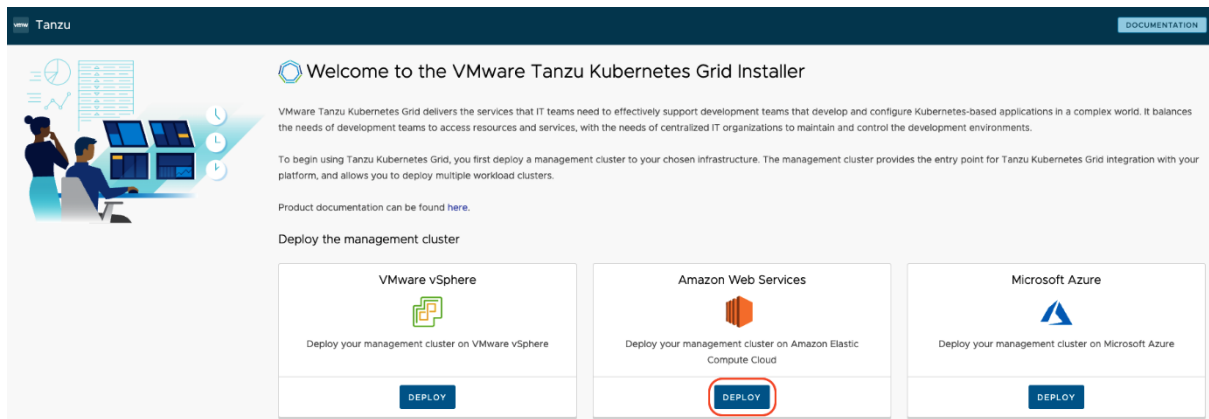 vmw Tanzu
DOCUMENTATION
Welcome to the VMware Tanzu Kubernetes Grid Installer
VMware Tanzu Kubernetes Grid delivers the services that IT teams need to effectively support development teams that develop and configure Kubernetes-based applications in a complex world. It balances
the needs of development teams to access resources and services, with the needs of centralized IT organizations to maintain and control the development environments.
To begin using Tanzu Kubernetes Grid, you first deploy a management cluster to your chosen infrastructure. The management cluster provides the entry point for Tanzu Kubernetes Grid integration with your
platform, and allows you to deploy multiple workload clusters.
Product documentation can be found here.
Deploy the management cluster
VMware vSphere
Deploy your management cluster on VMware vSphere
DEPLOY
Amazon Web Services
Deploy your management cluster on Amazon Elastic
Compute Cloud
DEPLOY
Microsoft Azure
Deploy your management cluster on Microsoft Azure
DEPLOY